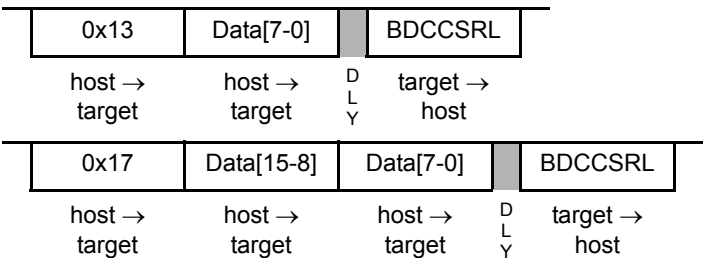 0x13 Data[7-0] BDCCSRL
host → host → D L Y target →
target target host
0x17 Data[15-8] Data[7-0] BDCCSRL
host → host → host → D L Y target →
target target target host